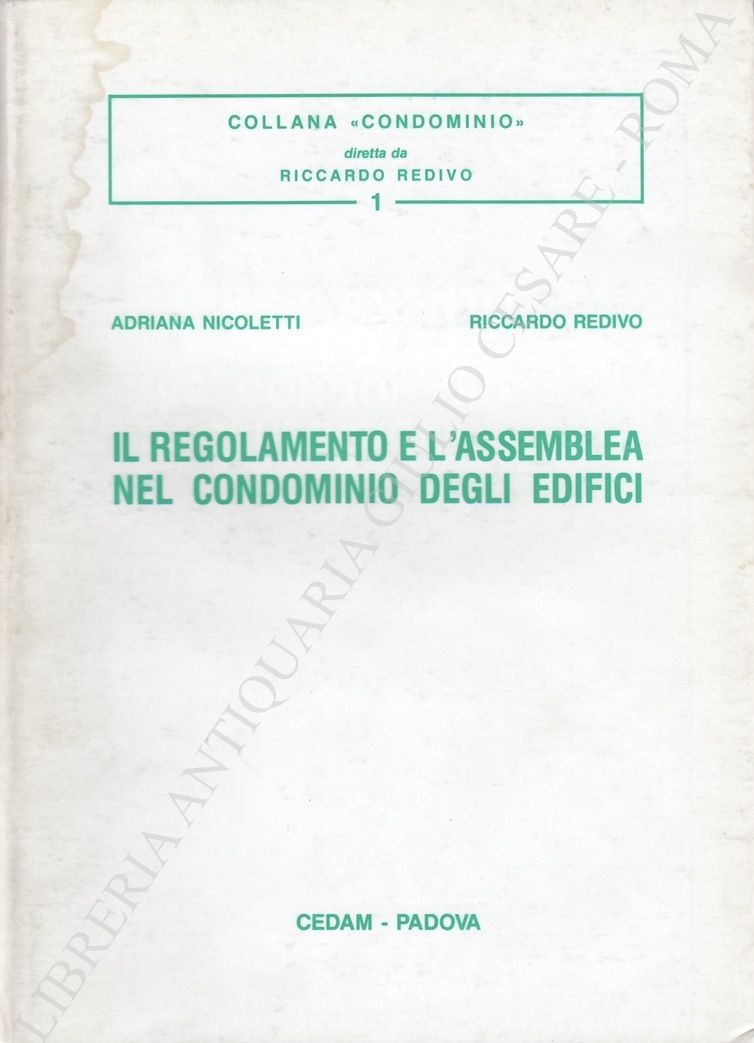 COLLANA «CONDOMINIO»
diretta da
RICCARDO REDIVO
1
ADRIANA NICOLETTI RICCARDO REDIVO
IL REGOLAMENTO E L'ASSEMBLEA
NEL CONDOMINIO DEGLI EDIFICI
CEDAM - PADOVA
LIBRERIA ANTIQUARIA GIULIO CESARE - ROMA